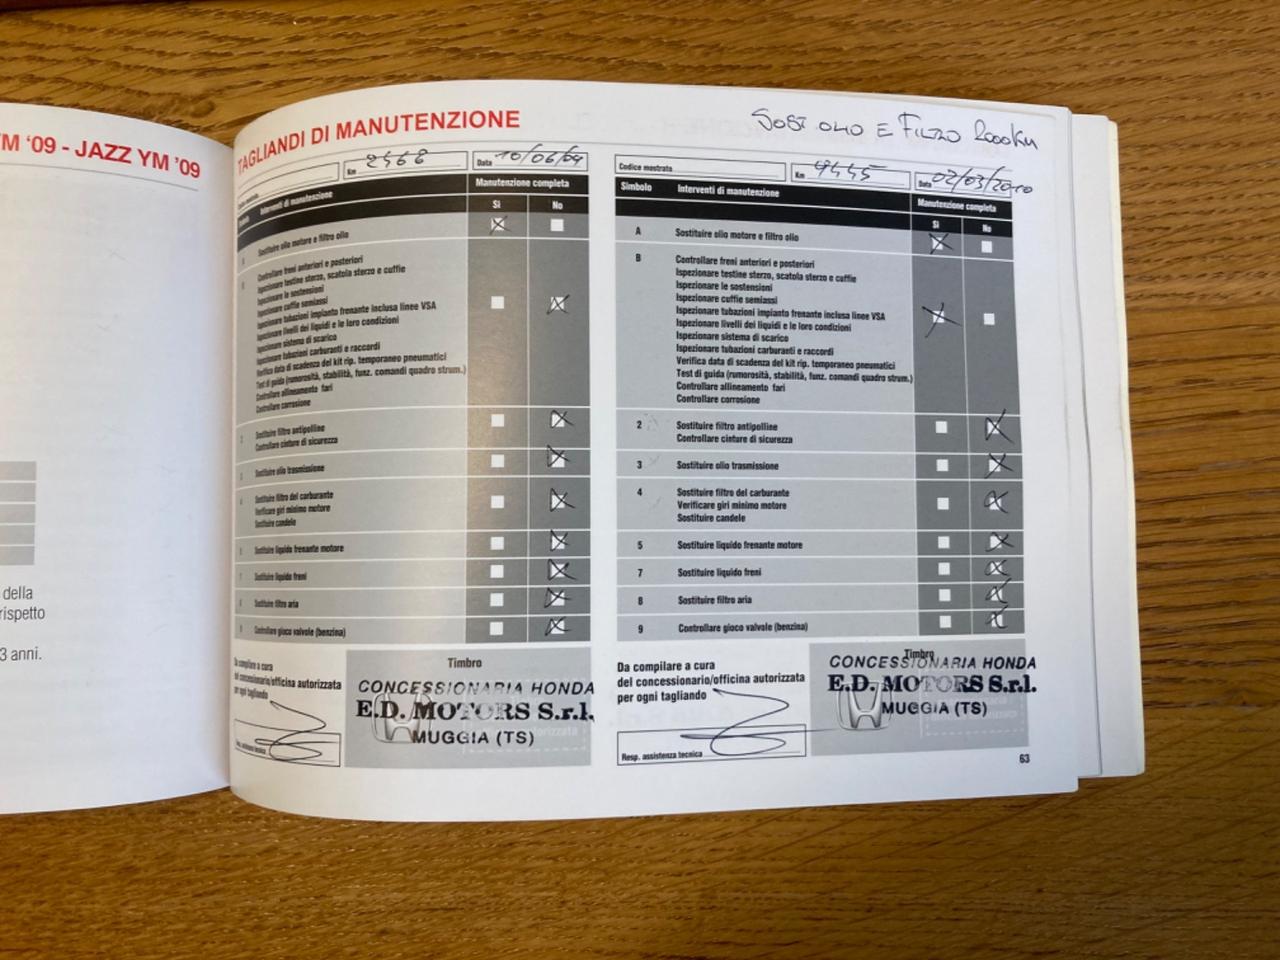 M '09 - JAZZ YM '09
della
rispetto
3 anni.
TAGLIANDI DI MANUTENZIONE
Km 2468
Data 10/06/09
Interventi di manutenzione
Manutenzione completa
Si No
Sostituire olio motore e filtro olio
Controllare freni anteriori e posteriori
Ispezionare testine sterzo, scatola sterzo e cuffie
Ispezionare le sostensioni
Ispezionare cuffie semiassi
Ispezionare tubazioni impianto frenante inclusa linee VSA
Ispezionare livelli dei liquidi e le loro condizioni
Ispezionare sistema di scarico
Ispezionare tubazioni carburanti e raccordi
Verifica data di scadenza del kit rip. temporaneo pneumatici
Test di guida (rumorosità, stabilità, funz. comandi quadro strum.)
Controllare allineamento fari
Controllare corrosione
2 Sostituire filtro antipolline
Controllare cinture di sicurezza
Sostituire olio trasmissione
Sostituire filtro del carburante
Verificare giri minimo motore
Sostituire candele
Sostituire liquido frenante motore
Sostituire liquido freni
Sostituire filtro aria
Controllare gioco valvole (benzina)
Da compilare a cura
del concessionario/officina autorizzata
per ogni tagliando
Resp. assistenza tecnica
Timbro
CONCESSIONARIA HONDA
E.D. MOTORS S.r.l.
MUGGIA (TS)
SOST. OLIO E FILTRO 2000KM
Codice mostrato
Km 9445
Data 02/03/2010
Simbolo Interventi di manutenzione
Manutenzione completa
Si No
A Sostituire olio motore e filtro olio
B Controllare freni anteriori e posteriori
Ispezionare testine sterzo, scatola sterzo e cuffie
Ispezionare le sostensioni
Ispezionare cuffie semiassi
Ispezionare tubazioni impianto frenante inclusa linee VSA
Ispezionare livelli dei liquidi e le loro condizioni
Ispezionare sistema di scarico
Ispezionare tubazioni carburanti e raccordi
Verifica data di scadenza del kit rip. temporaneo pneumatici
Test di guida (rumorosità, stabilità, funz. comandi quadro strum.)
Controllare allineamento fari
Controllare corrosione
2 Sostituire filtro antipolline
Controllare cinture di sicurezza
3 Sostituire olio trasmissione
4 Sostituire filtro del carburante
Verificare giri minimo motore
Sostituire candele
5 Sostituire liquido frenante motore
7 Sostituire liquido freni
8 Sostituire filtro aria
9 Controllare gioco valvole (benzina)
Da compilare a cura
del concessionario/officina autorizzata
per ogni tagliando
Resp. assistenza tecnica
Timbro
CONCESSIONARIA HONDA
E.D. MOTORS S.r.l.
MUGGIA (TS)
63